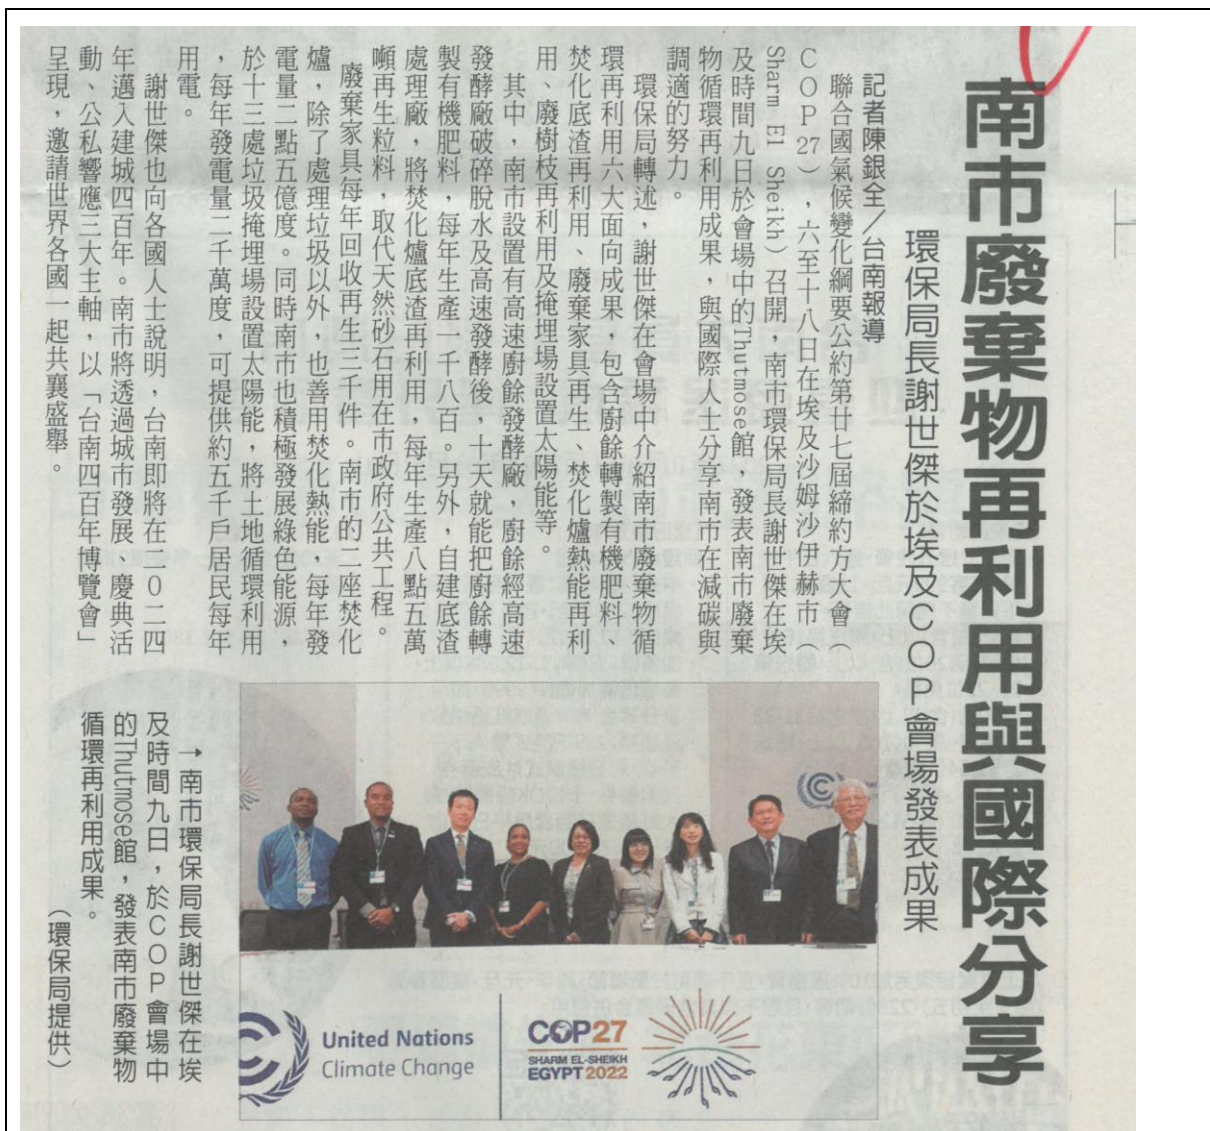 南市廢棄物再利用與國際分享
環保局長謝世傑於埃及COP會場發表成果
記者陳銀全／台南報導
聯合國氣候變化綱要公約第廿七屆締約方大會（
COP27），六至十八日在埃及沙姆沙伊赫市（
Sharm El Sheikh）召開，南市環保局長謝世傑在埃
及時間九日於會場中的Thutmose館，發表南市廢棄
物循環再利用成果，與國際人士分享南市在減碳與
調適的努力。
環保局轉述，謝世傑在會場中介紹南市廢棄物循
環再利用六大面向成果，包含廚餘轉製有機肥料、
焚化底渣再利用、廢棄家具再生、焚化爐熱能再利
用、廢樹枝再利用及掩埋場設置太陽能等。
其中，南市設置有高速廚餘發酵廠，廚餘經高速
發酵廠破碎脫水及高速發酵後，十天就能把廚餘轉
製有機肥料，每年生產一千八百。另外，自建底渣
處理廠，將焚化爐底渣再利用，每年生產八點五萬
噸再生粒料，取代天然砂石用在市政府公共工程。
廢棄家具每年回收再生三千件。南市的二座焚化
爐，除了處理垃圾以外，也善用焚化熱能，每年發
電量二點五億度。同時南市也積極發展綠色能源，
於十三處垃圾掩埋場設置太陽能，將土地循環利用
，每年發電量二千萬度，可提供約五千戶居民每年
用電。
謝世傑也向各國人士說明，台南即將在二０二四
年邁入建城四百年。南市將透過城市發展、慶典活
動、公私響應三大主軸，以「台南四百年博覽會」
呈現，邀請世界各國一起共襄盛舉。
→南市環保局長謝世傑在埃
及時間九日，於COP會場中
的Thutmose館，發表南市廢棄物
循環再利用成果。
（環保局提供）
United Nations
Climate Change
COP27
SHARM EL-SHEIKH
EGYPT 2022